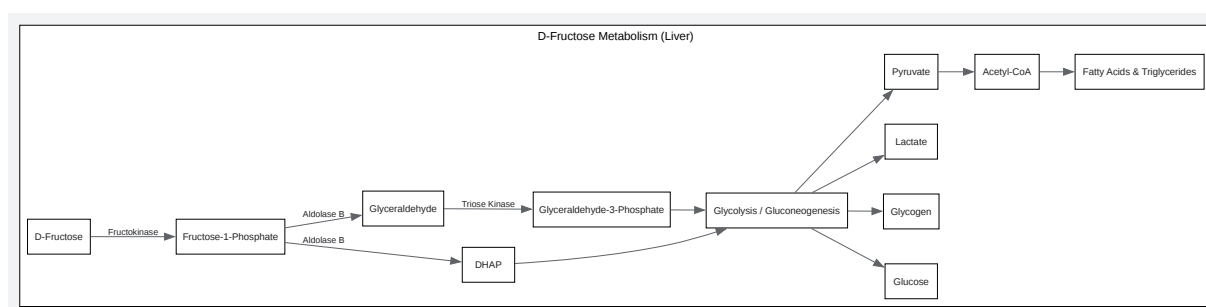 D-Fructose Metabolism (Liver)
Pyruvate
Acetyl-CoA
Fatty Acids & Triglycerides
Lactate
Glyceraldehyde
Triose Kinase
Glyceraldehyde-3-Phosphate
Glycolysis / Gluconeogenesis
Glycogen
Aldolase B
D-Fructose
Fructokinase
Fructose-1-Phosphate
Aldolase B
DHAP
Glucose